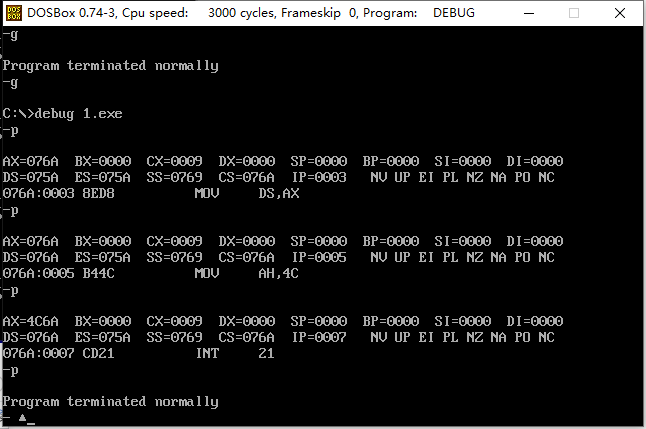 DOSBox 0.74-3, Cpu speed: 3000 cycles, Frameskip 0, Program: DEBUG
-g
Program terminated normally
-g
C:\>debug 1.exe
-p
AX=076A BX=0000 CX=0009 DX=0000 SP=0000 BP=0000 SI=0000 DI=0000
DS=075A ES=075A SS=0769 CS=076A IP=0003 NV UP EI PL NZ NA PO NC
076A:0003 8ED8 MOV DS,AX
-p
AX=076A BX=0000 CX=0009 DX=0000 SP=0000 BP=0000 SI=0000 DI=0000
DS=076A ES=075A SS=0769 CS=076A IP=0005 NV UP EI PL NZ NA PO NC
076A:0005 B44C MOV AH,4C
-p
AX=4C6A BX=0000 CX=0009 DX=0000 SP=0000 BP=0000 SI=0000 DI=0000
DS=076A ES=075A SS=0769 CS=076A IP=0007 NV UP EI PL NZ NA PO NC
076A:0007 CD21 INT 21
-p
Program terminated normally
- ▲_